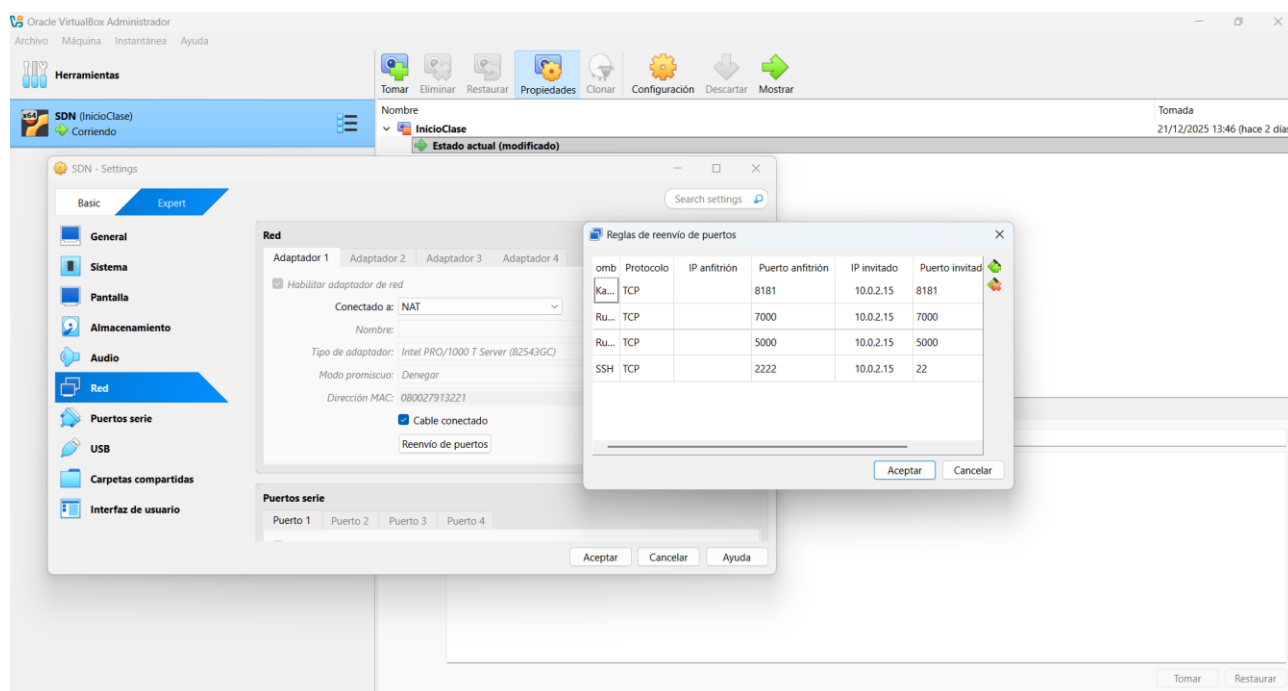 Oracle VirtualBox Administrador
Archivo Máquina Instantánea Ayuda
Herramientas
Tomar Eliminar Restaurar Propiedades Clonar Configuración Descartar Mostrar
SDN (InicioClase)
Corriendo
Nombre Tomada
InicioClase 21/12/2025 13:46 (hace 2 días
Estado actual (modificado)
SDN - Settings
Basic Expert Search settings
General
Sistema
Pantalla
Almacenamiento
Audio
Red
Puertos serie
USB
Carpetas compartidas
Interfaz de usuario
Red
Adaptador 1 Adaptador 2 Adaptador 3 Adaptador 4
Habilitar adaptador de red
Conectado a: NAT
Nombre:
Tipo de adaptador: Intel PRO/1000 T Server (82543GC)
Modo promiscuo: Denegar
Dirección MAC: 080027913221
Cable conectado
Reenvío de puertos
Puertos serie
Puerto 1 Puerto 2 Puerto 3 Puerto 4
Aceptar Cancelar Ayuda
Reglas de reenvío de puertos
omb Protocolo IP anfitrión Puerto anfitrión IP invitado Puerto invitad
Ka... TCP 8181 10.0.2.15 8181
Ru... TCP 7000 10.0.2.15 7000
Ru... TCP 5000 10.0.2.15 5000
SSH TCP 2222 10.0.2.15 22
Aceptar Cancelar
Tomar Restaurar